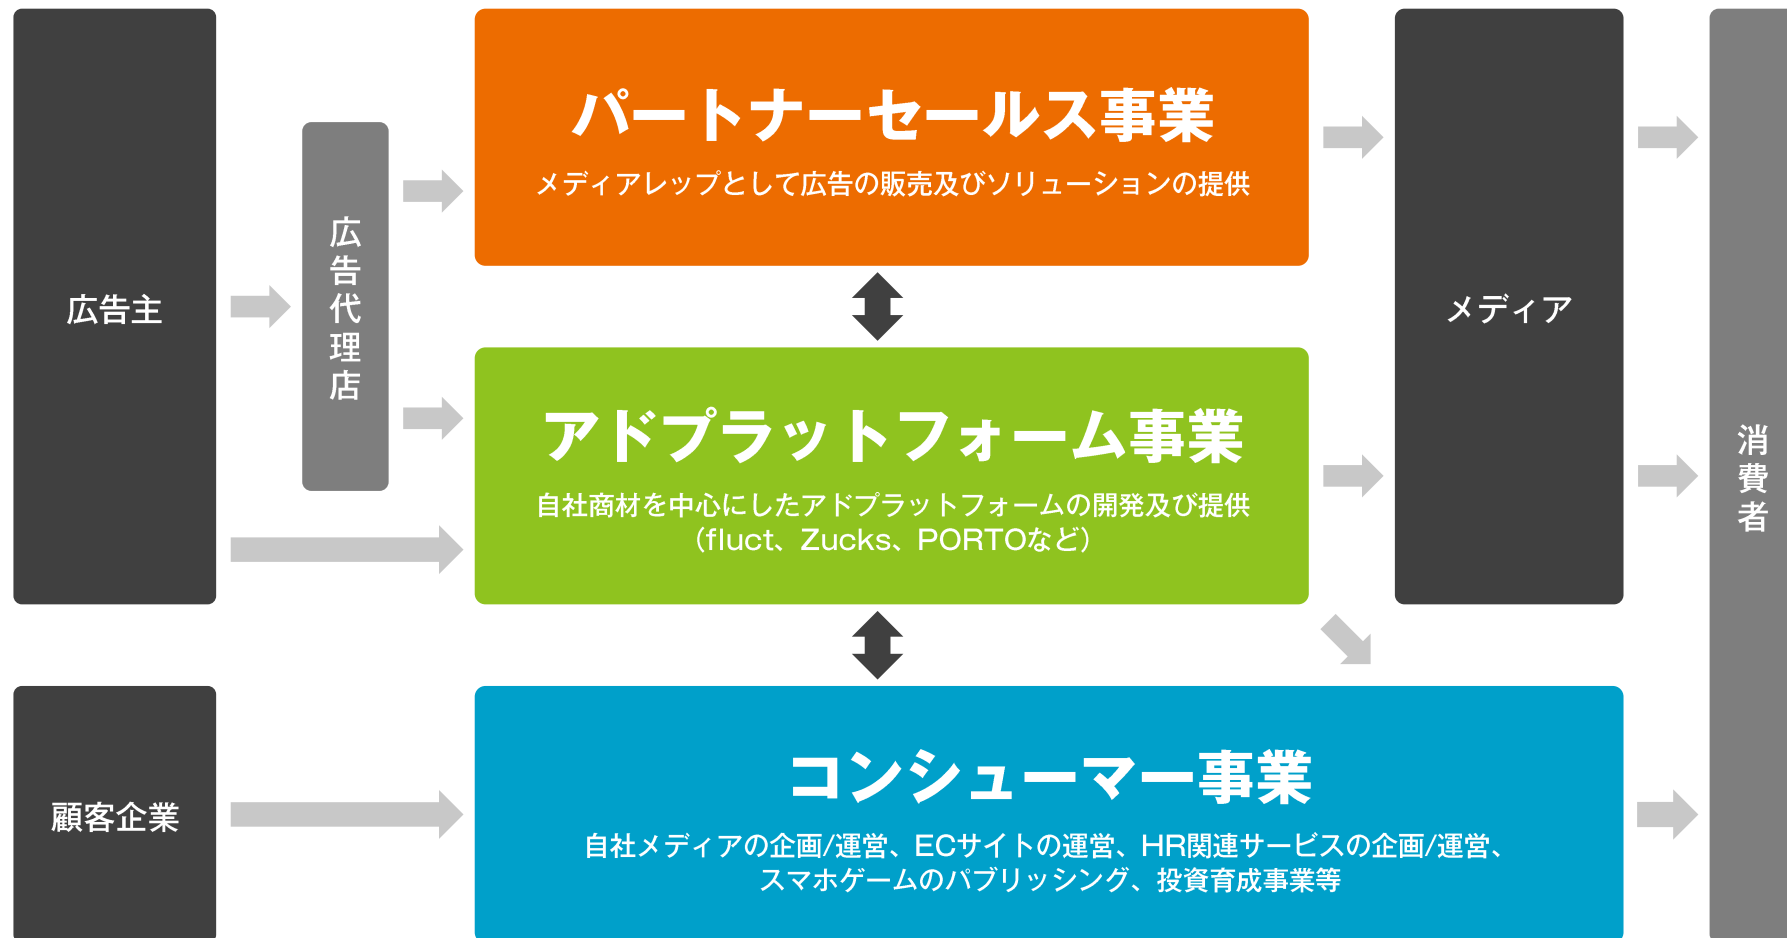 広告主
広告代理店
パートナーセールス事業
メディアレップとして広告の販売及びソリューションの提供
アドプラットフォーム事業
自社商材を中心にしたアドプラットフォームの開発及び提供
（fluct、Zucks、PORTOなど）
メディア
消費者
顧客企業
コンシューマー事業
自社メディアの企画/運営、ECサイトの運営、HR関連サービスの企画/運営、
スマホゲームのパブリッシング、投資育成事業等